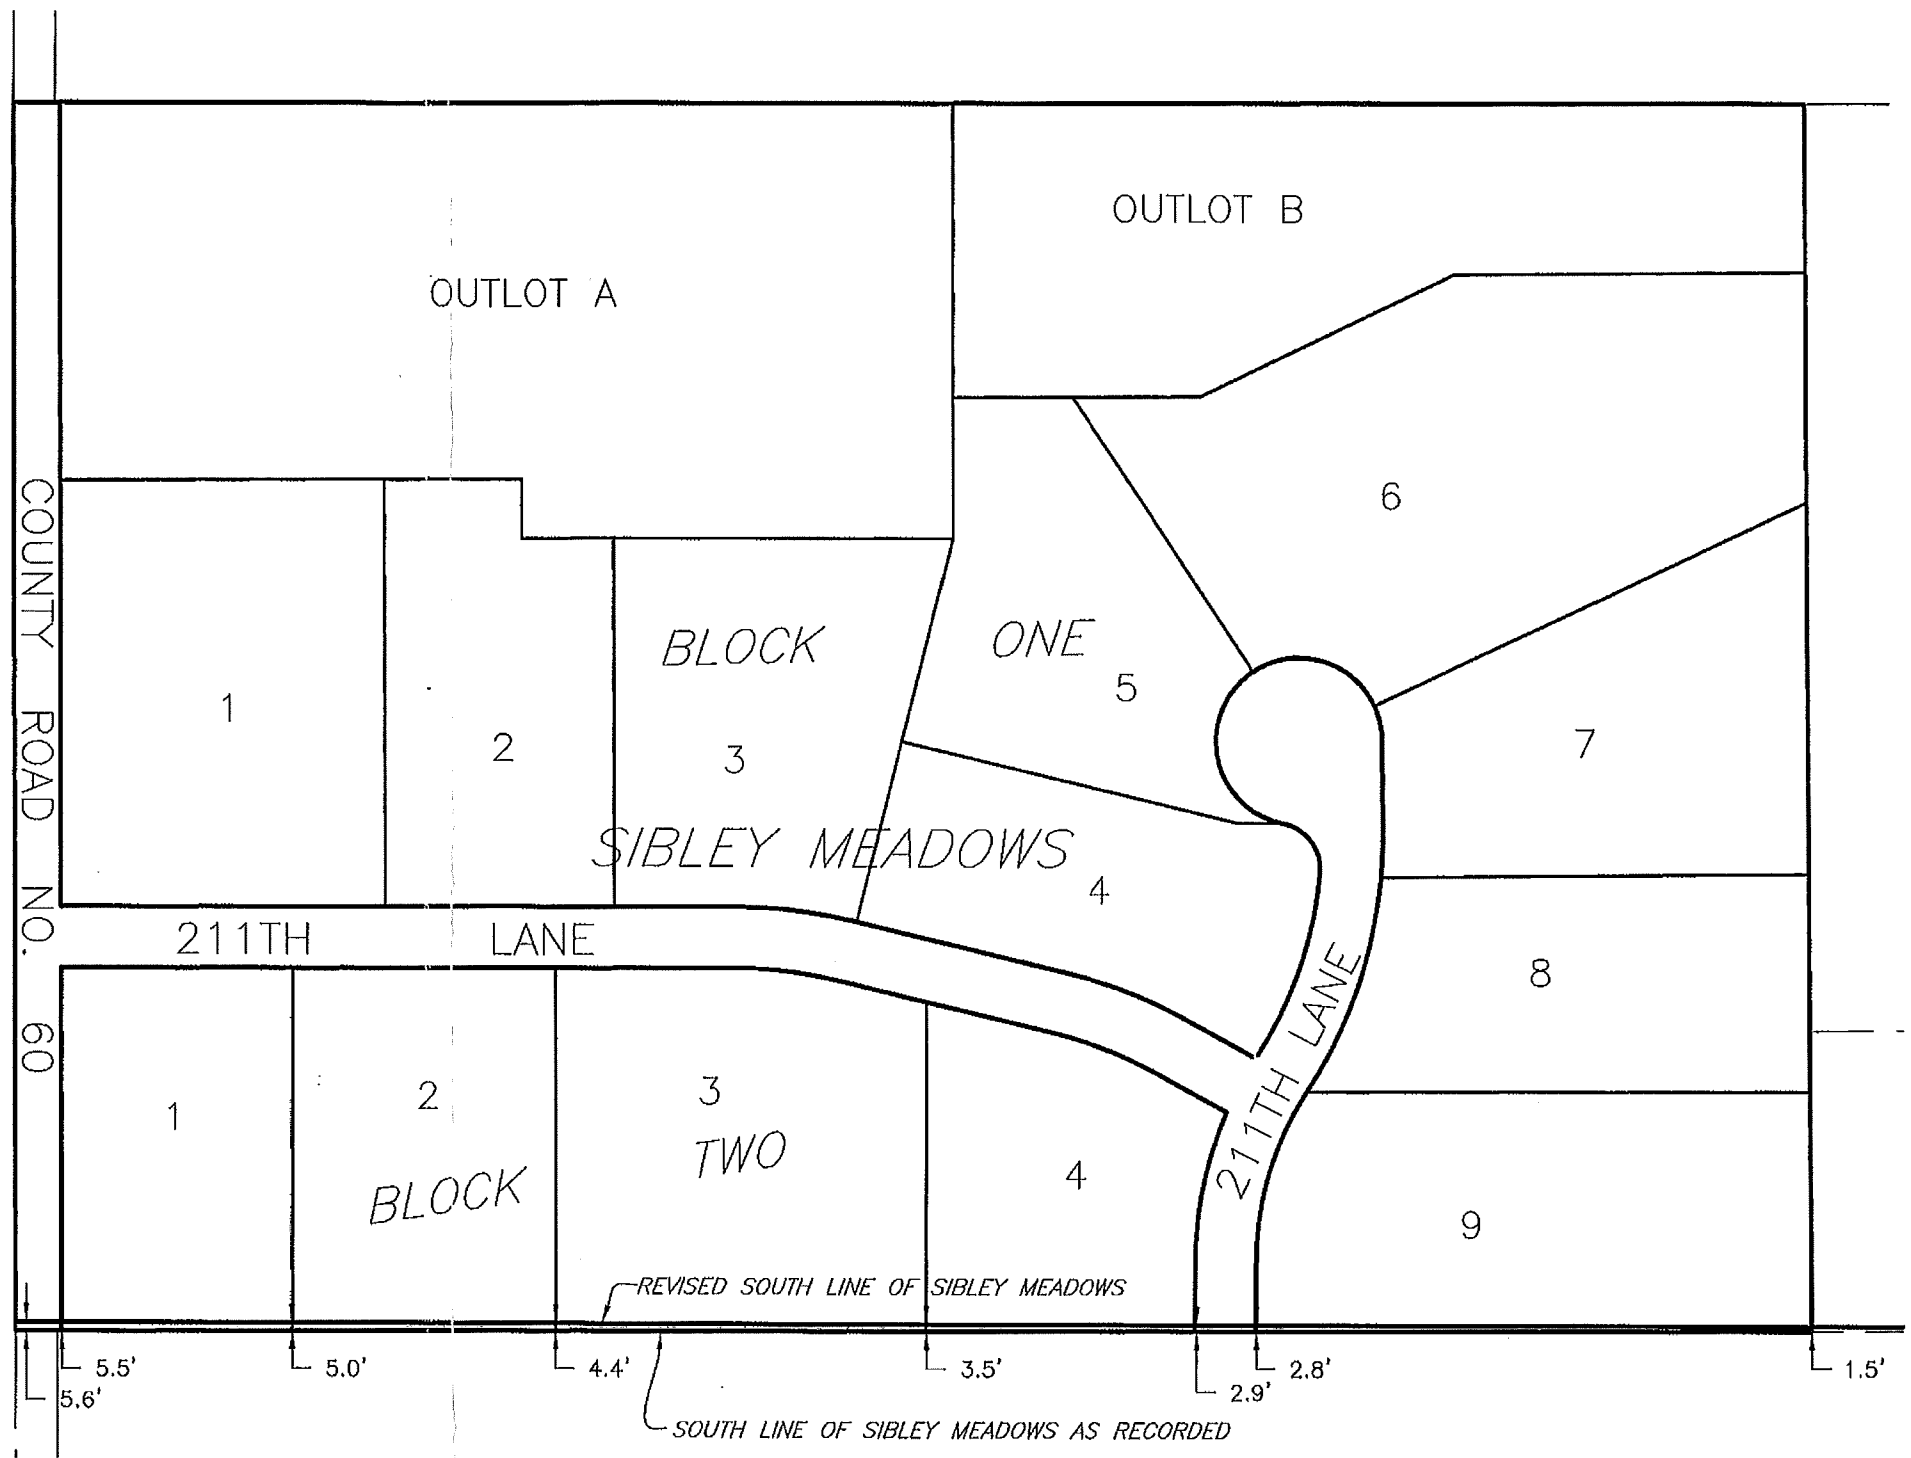 OUTLOT B
OUTLOT A
6
COUNTY ROAD NO. 60
BLOCK ONE
5
1
2
3
7
SIBLEY MEADOWS
4
211TH LANE
8
211TH LANE
1
2
3
TWO
4
BLOCK
9
REVISED SOUTH LINE OF SIBLEY MEADOWS
5.5'
5.0'
4.4'
3.5'
2.8'
1.5'
5.6'
2.9'
SOUTH LINE OF SIBLEY MEADOWS AS RECORDED